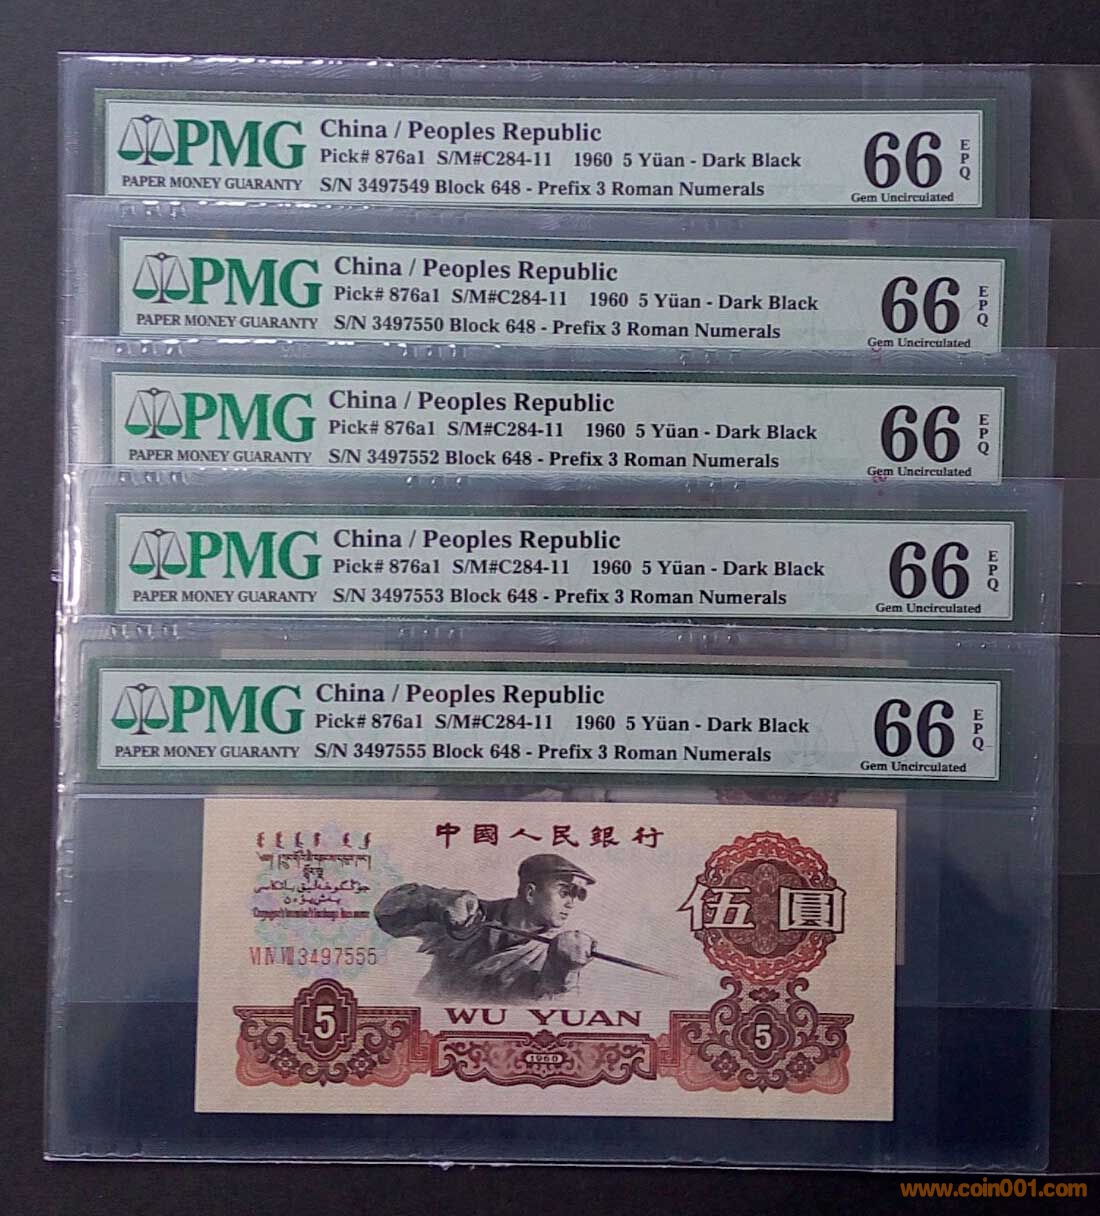 PMG
PAPER MONEY GUARANTY
China / Peoples Republic
Pick# 876a1 S/M#C284-11 1960 5 Yüan - Dark Black
S/N 3497549 Block 648 - Prefix 3 Roman Numerals
66 EPQ
Gem Uncirculated
PMG
PAPER MONEY GUARANTY
China / Peoples Republic
Pick# 876a1 S/M#C284-11 1960 5 Yüan - Dark Black
S/N 3497550 Block 648 - Prefix 3 Roman Numerals
66 EPQ
Gem Uncirculated
PMG
PAPER MONEY GUARANTY
China / Peoples Republic
Pick# 876a1 S/M#C284-11 1960 5 Yüan - Dark Black
S/N 3497552 Block 648 - Prefix 3 Roman Numerals
66 EPQ
Gem Uncirculated
PMG
PAPER MONEY GUARANTY
China / Peoples Republic
Pick# 876a1 S/M#C284-11 1960 5 Yüan - Dark Black
S/N 3497553 Block 648 - Prefix 3 Roman Numerals
66 EPQ
Gem Uncirculated
PMG
PAPER MONEY GUARANTY
China / Peoples Republic
Pick# 876a1 S/M#C284-11 1960 5 Yüan - Dark Black
S/N 3497555 Block 648 - Prefix 3 Roman Numerals
66 EPQ
Gem Uncirculated
中國人民銀行
伍圓
VI IV VIII 3497555
5
WU YUAN
1960
5
www.coin001.com